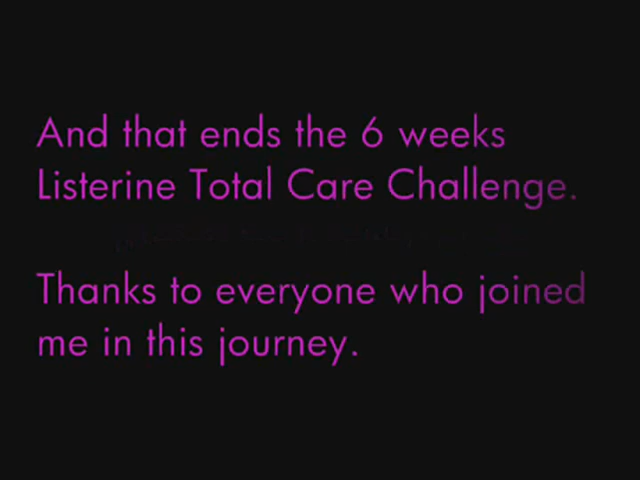 And that ends the 6 weeks
Listerine Total Care Challenge.
Thanks to everyone who joined
me in this journey.